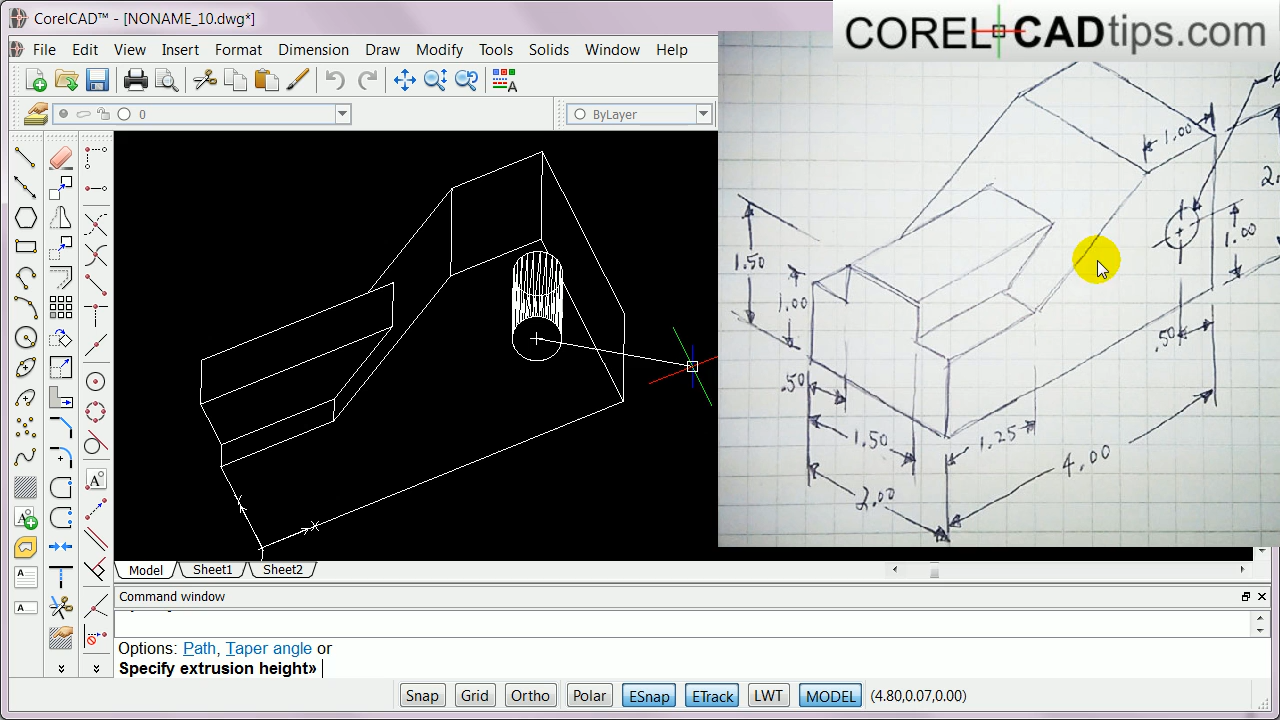 CorelCAD™ - [NONAME_10.dwg*]
COREL CADtips.com
File Edit View Insert Format Dimension Draw Modify Tools Solids Window Help
0
ByLayer
1.00
1.50
1.00
1.00
.50
.50
1.50
1.25
4.00
2.00
Y
X
Model Sheet1 Sheet2
Command window
Options: Path, Taper angle or
Specify extrusion height»
Snap Grid Ortho Polar ESnap ETrack LWT MODEL (4.80,0.07,0.00)